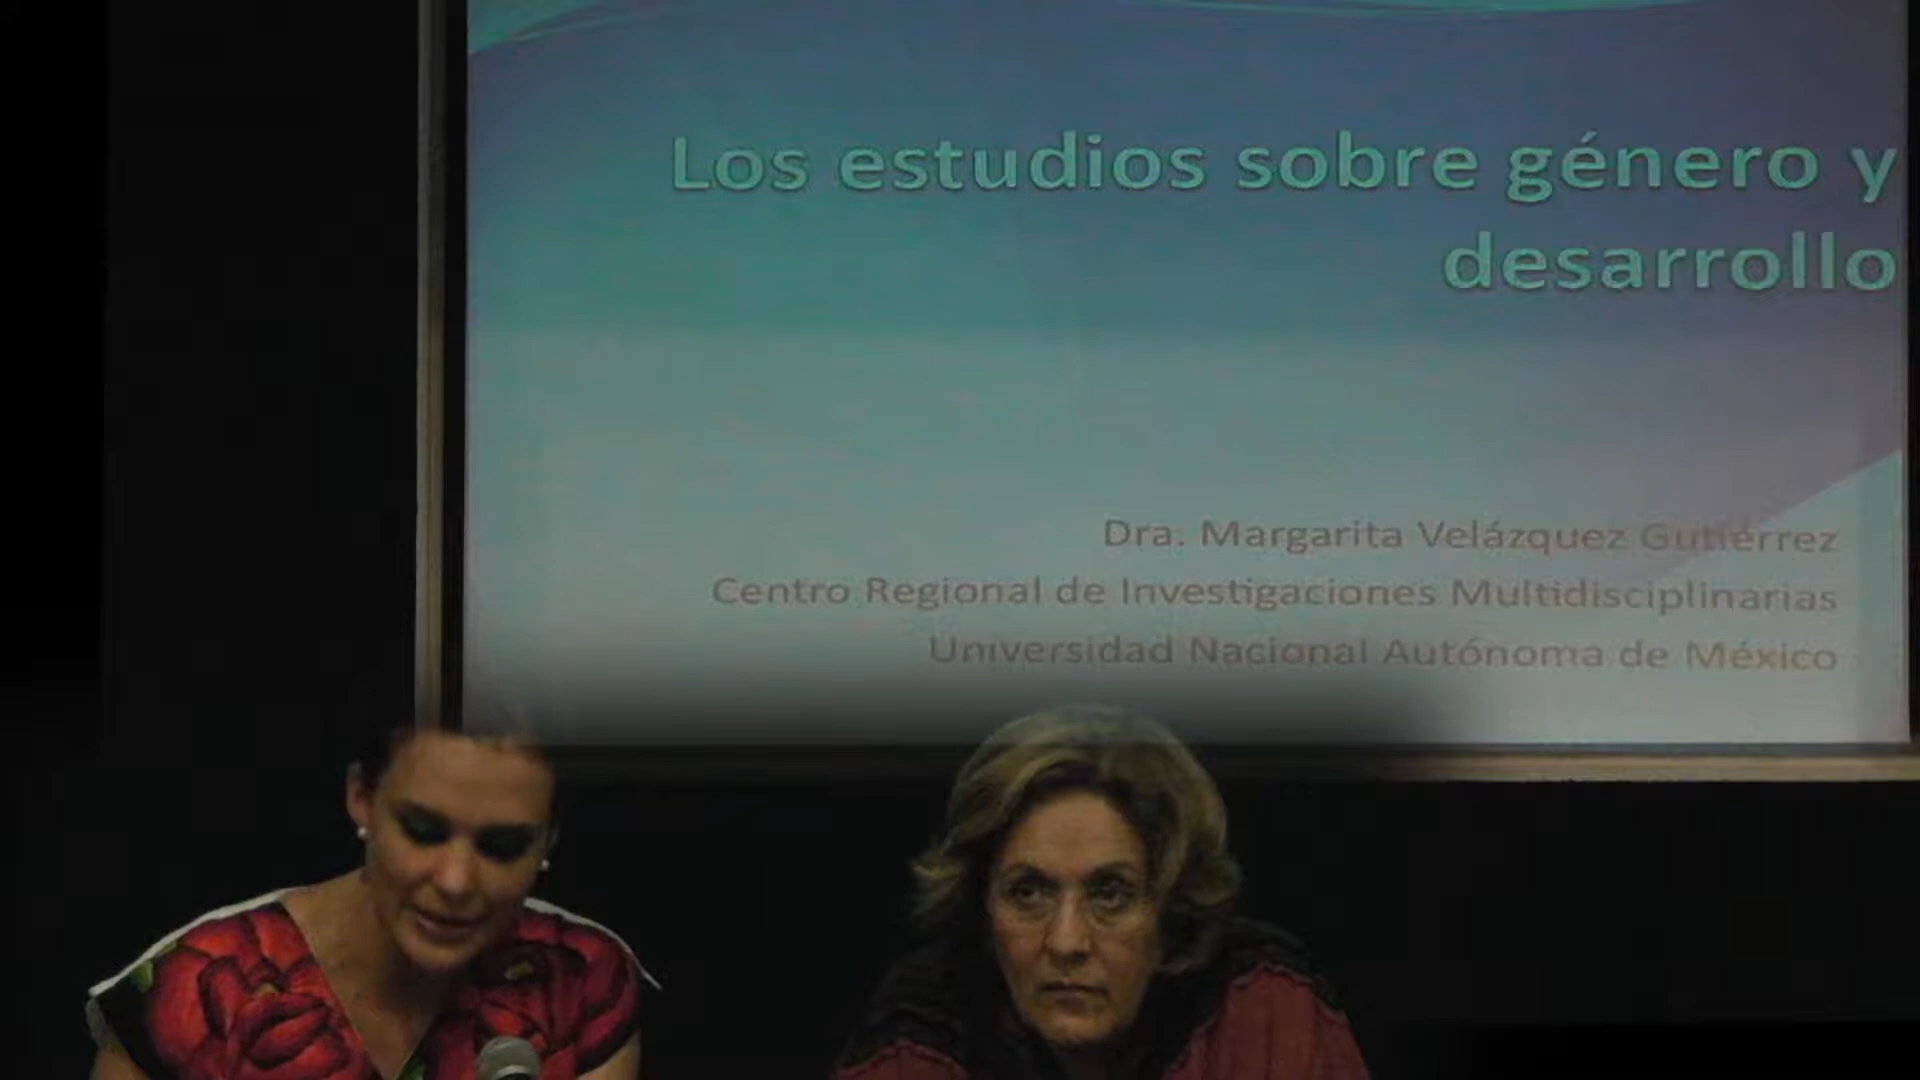 Los estudios sobre género y
desarrollo
Dra. Margarita Velázquez Gutiérrez
Centro Regional de Investigaciones Multidisciplinarias
Universidad Nacional Autónoma de México